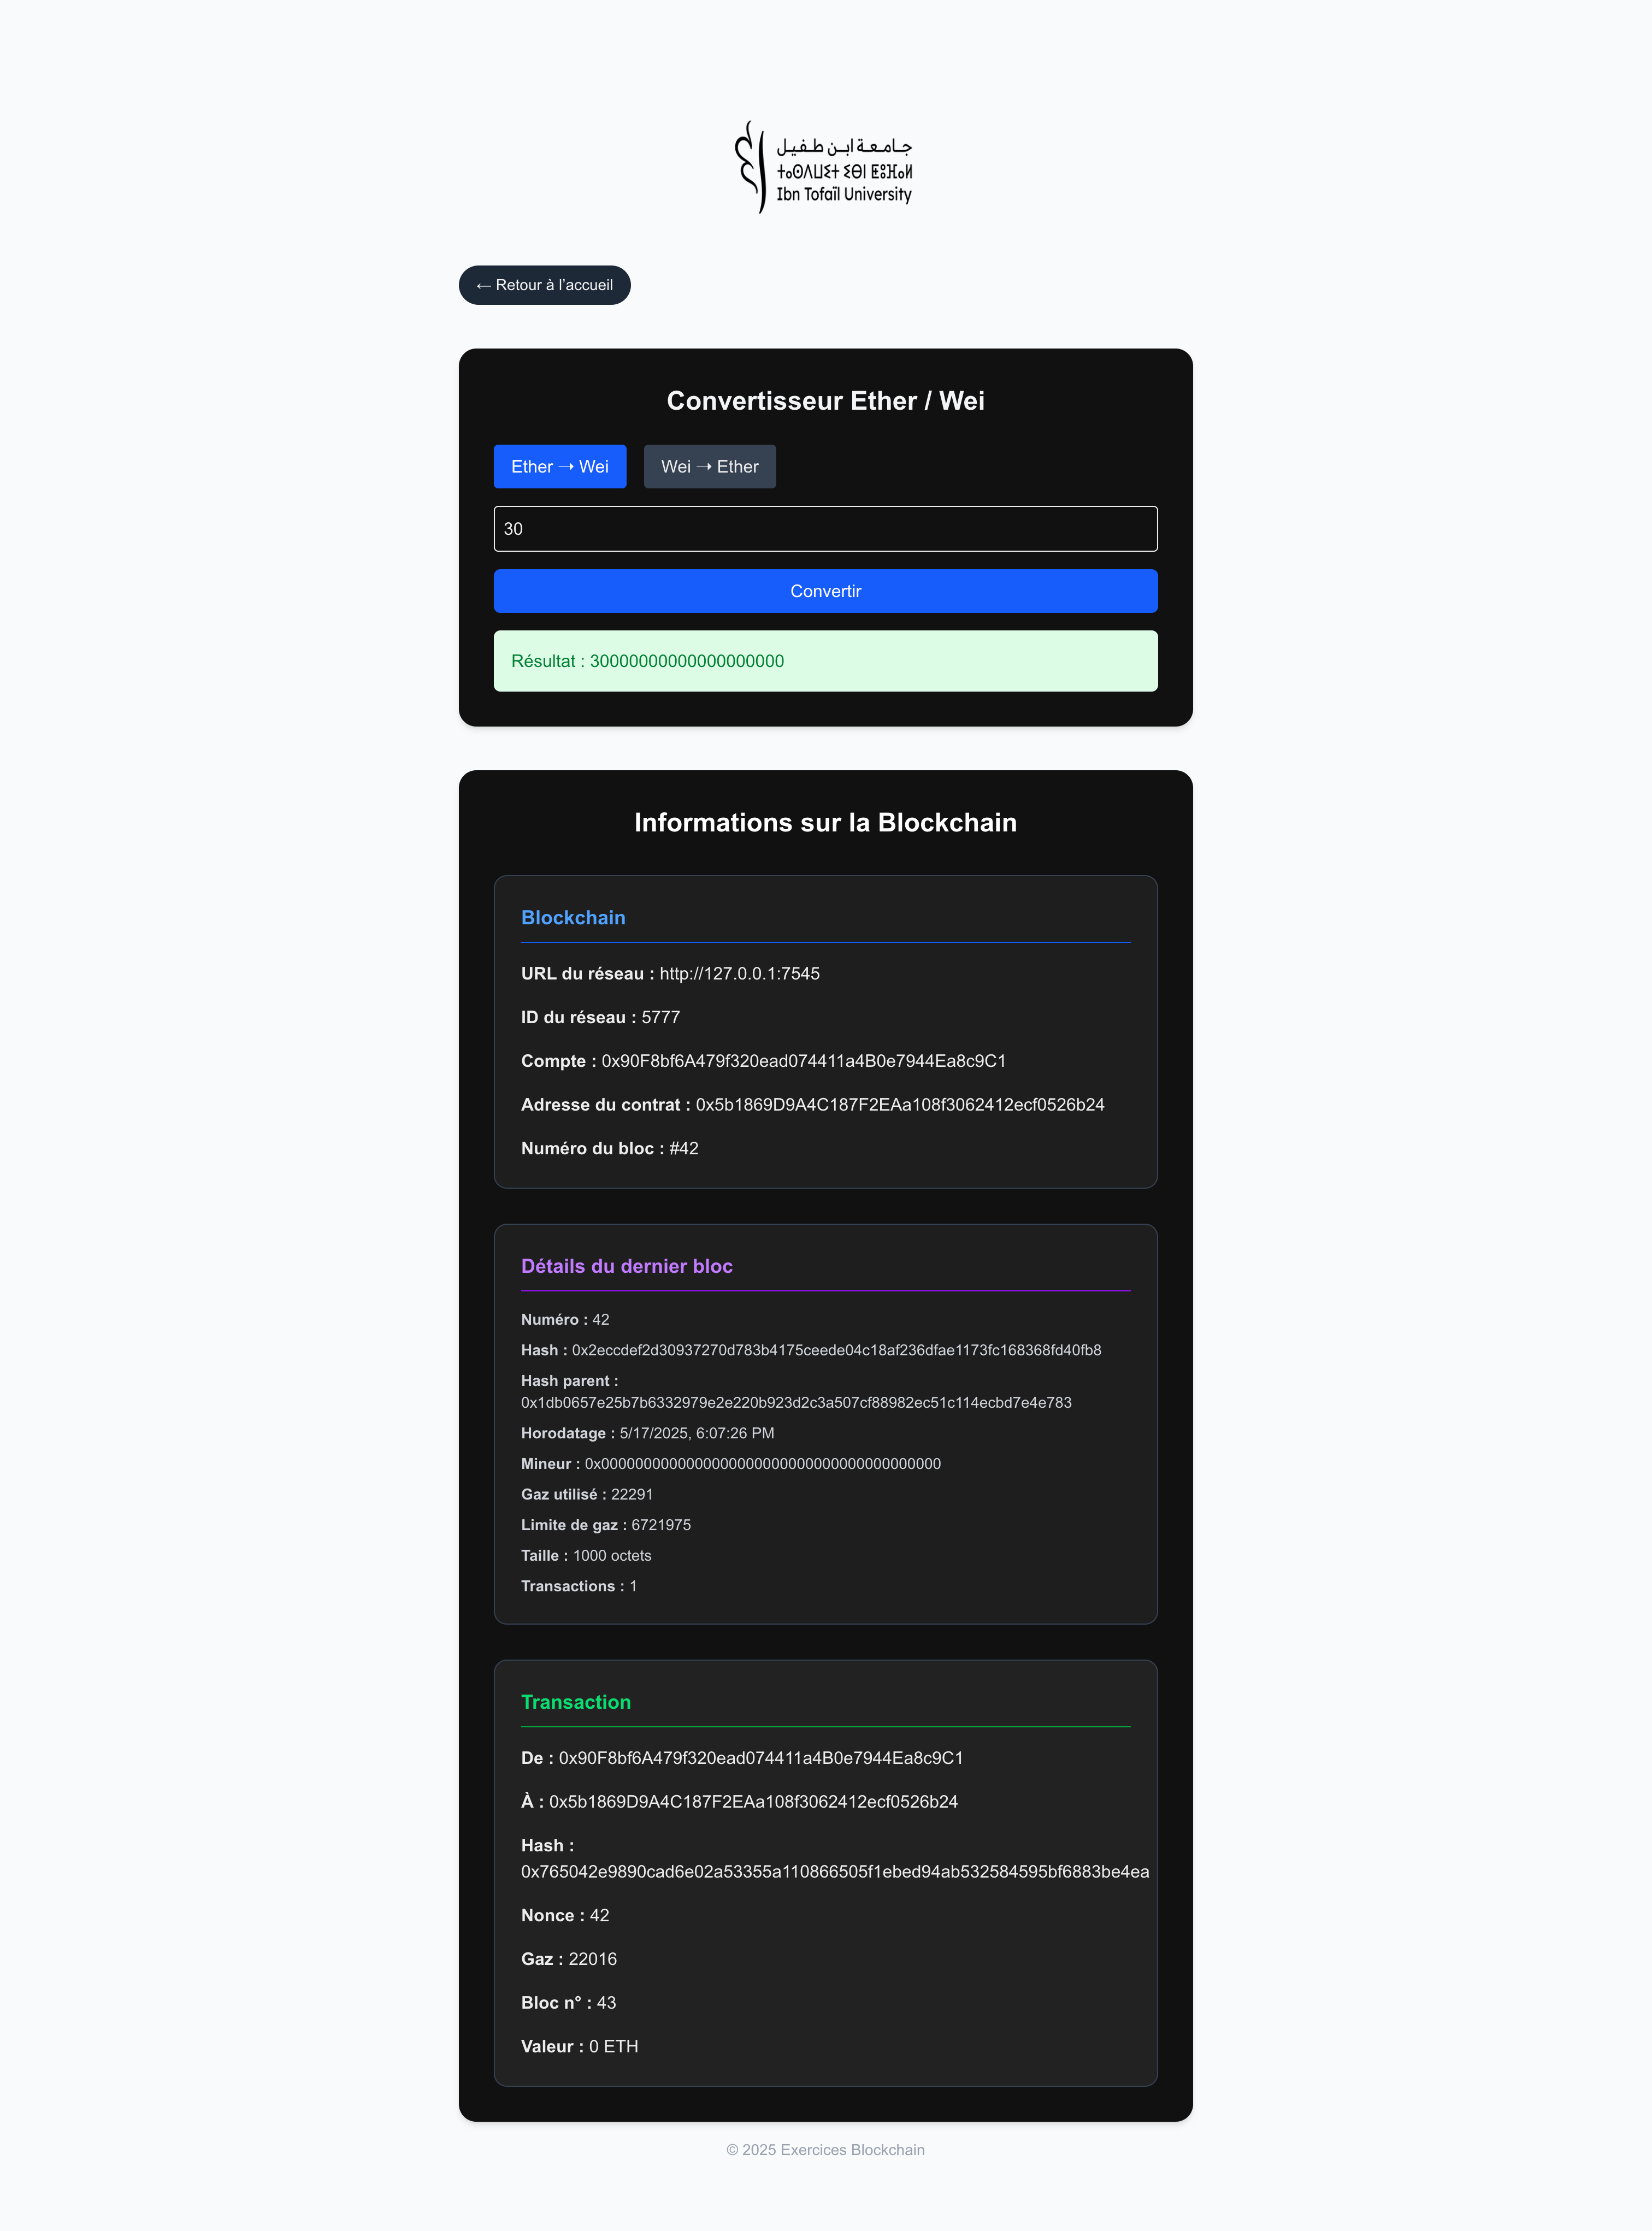 جامعة ابن طفيل
ⵜⴰⵙⴷⴰⵡⵉⵜ ⵉⴱⵏ ⵟⵓⴼⴰⵢⵍ
Ibn Tofaïl University
← Retour à l’accueil
Convertisseur Ether / Wei
Ether ➝ Wei
Wei ➝ Ether
30
Convertir
Résultat : 30000000000000000000
Informations sur la Blockchain
Blockchain
URL du réseau : http://127.0.0.1:7545
ID du réseau : 5777
Compte : 0x90F8bf6A479f320ead074411a4B0e7944Ea8c9C1
Adresse du contrat : 0x5b1869D9A4C187F2EAa108f3062412ecf0526b24
Numéro du bloc : #42
Détails du dernier bloc
Numéro : 42
Hash : 0x2eccdef2d30937270d783b4175ceede04c18af236dfae1173fc168368fd40fb8
Hash parent :
0x1db0657e25b7b6332979e2e220b923d2c3a507cf88982ec51c114ecbd7e4e783
Horodatage : 5/17/2025, 6:07:26 PM
Mineur : 0x0000000000000000000000000000000000000000
Gaz utilisé : 22291
Limite de gaz : 6721975
Taille : 1000 octets
Transactions : 1
Transaction
De : 0x90F8bf6A479f320ead074411a4B0e7944Ea8c9C1
À : 0x5b1869D9A4C187F2EAa108f3062412ecf0526b24
Hash :
0x765042e9890cad6e02a53355a110866505f1ebed94ab532584595bf6883be4ea
Nonce : 42
Gaz : 22016
Bloc n° : 43
Valeur : 0 ETH
© 2025 Exercices Blockchain